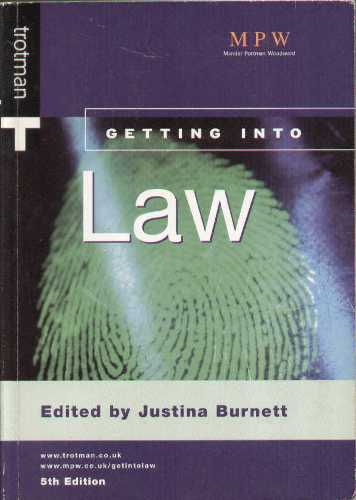 trotman
T
MPW
Mander Portman Woodward
GETTING INTO
Law
Edited by Justina Burnett
www.trotman.co.uk
www.mpw.co.uk/getintolaw
5th Edition